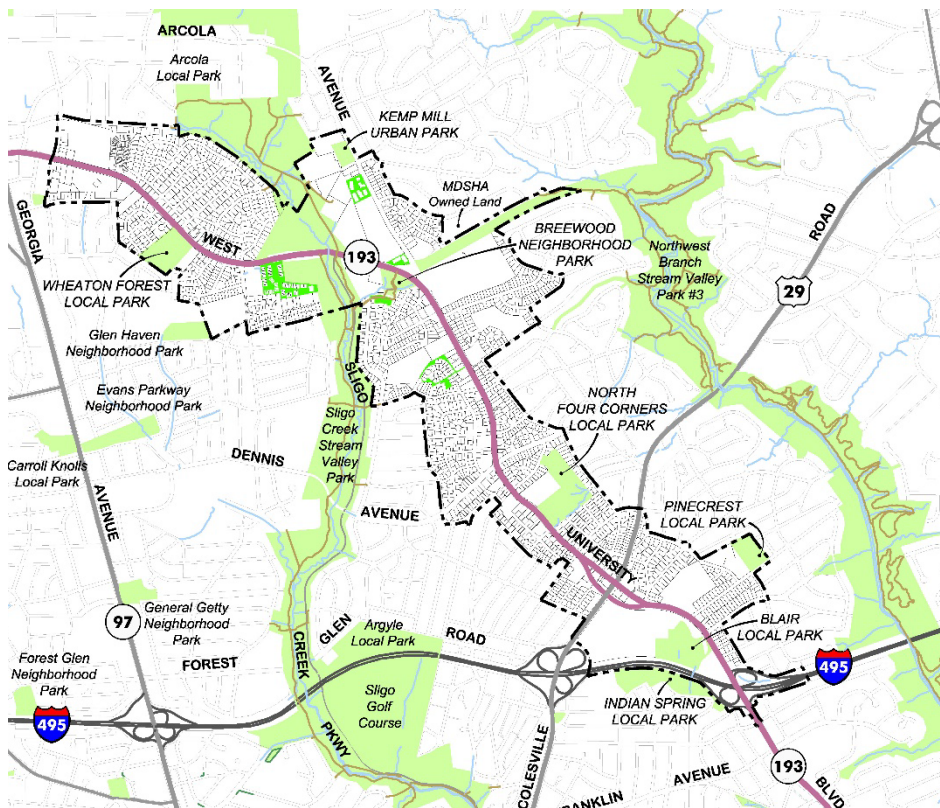 ARCOLA
AVENUE
Arcola
Local Park
KEMP MILL
URBAN PARK
MDSHA
Owned Land
ROAD
GEORGIA
WEST
193
BREEWOOD
NEIGHBORHOOD
PARK
Northwest
Branch
Stream Valley
Park #3
29
WHEATON FOREST
LOCAL PARK
Glen Haven
Neighborhood Park
Evans Parkway
Neighborhood Park
SLIGO
NORTH
FOUR CORNERS
LOCAL PARK
Sligo
Creek
Stream
Valley
Park
DENNIS
AVENUE
Carroll Knolls
Local Park
AVENUE
PINECREST
LOCAL PARK
UNIVERSITY
97
General Getty
Neighborhood
Park
FOREST
GLEN
ROAD
Argyle
Local Park
CREEK
BLAIR
LOCAL PARK
Forest Glen
Neighborhood
Park
495
495
Sligo
Golf
Course
INDIAN SPRING
LOCAL PARK
PKWY
COLESVILLE
193
BLVD
RANKLIN
AVENUE